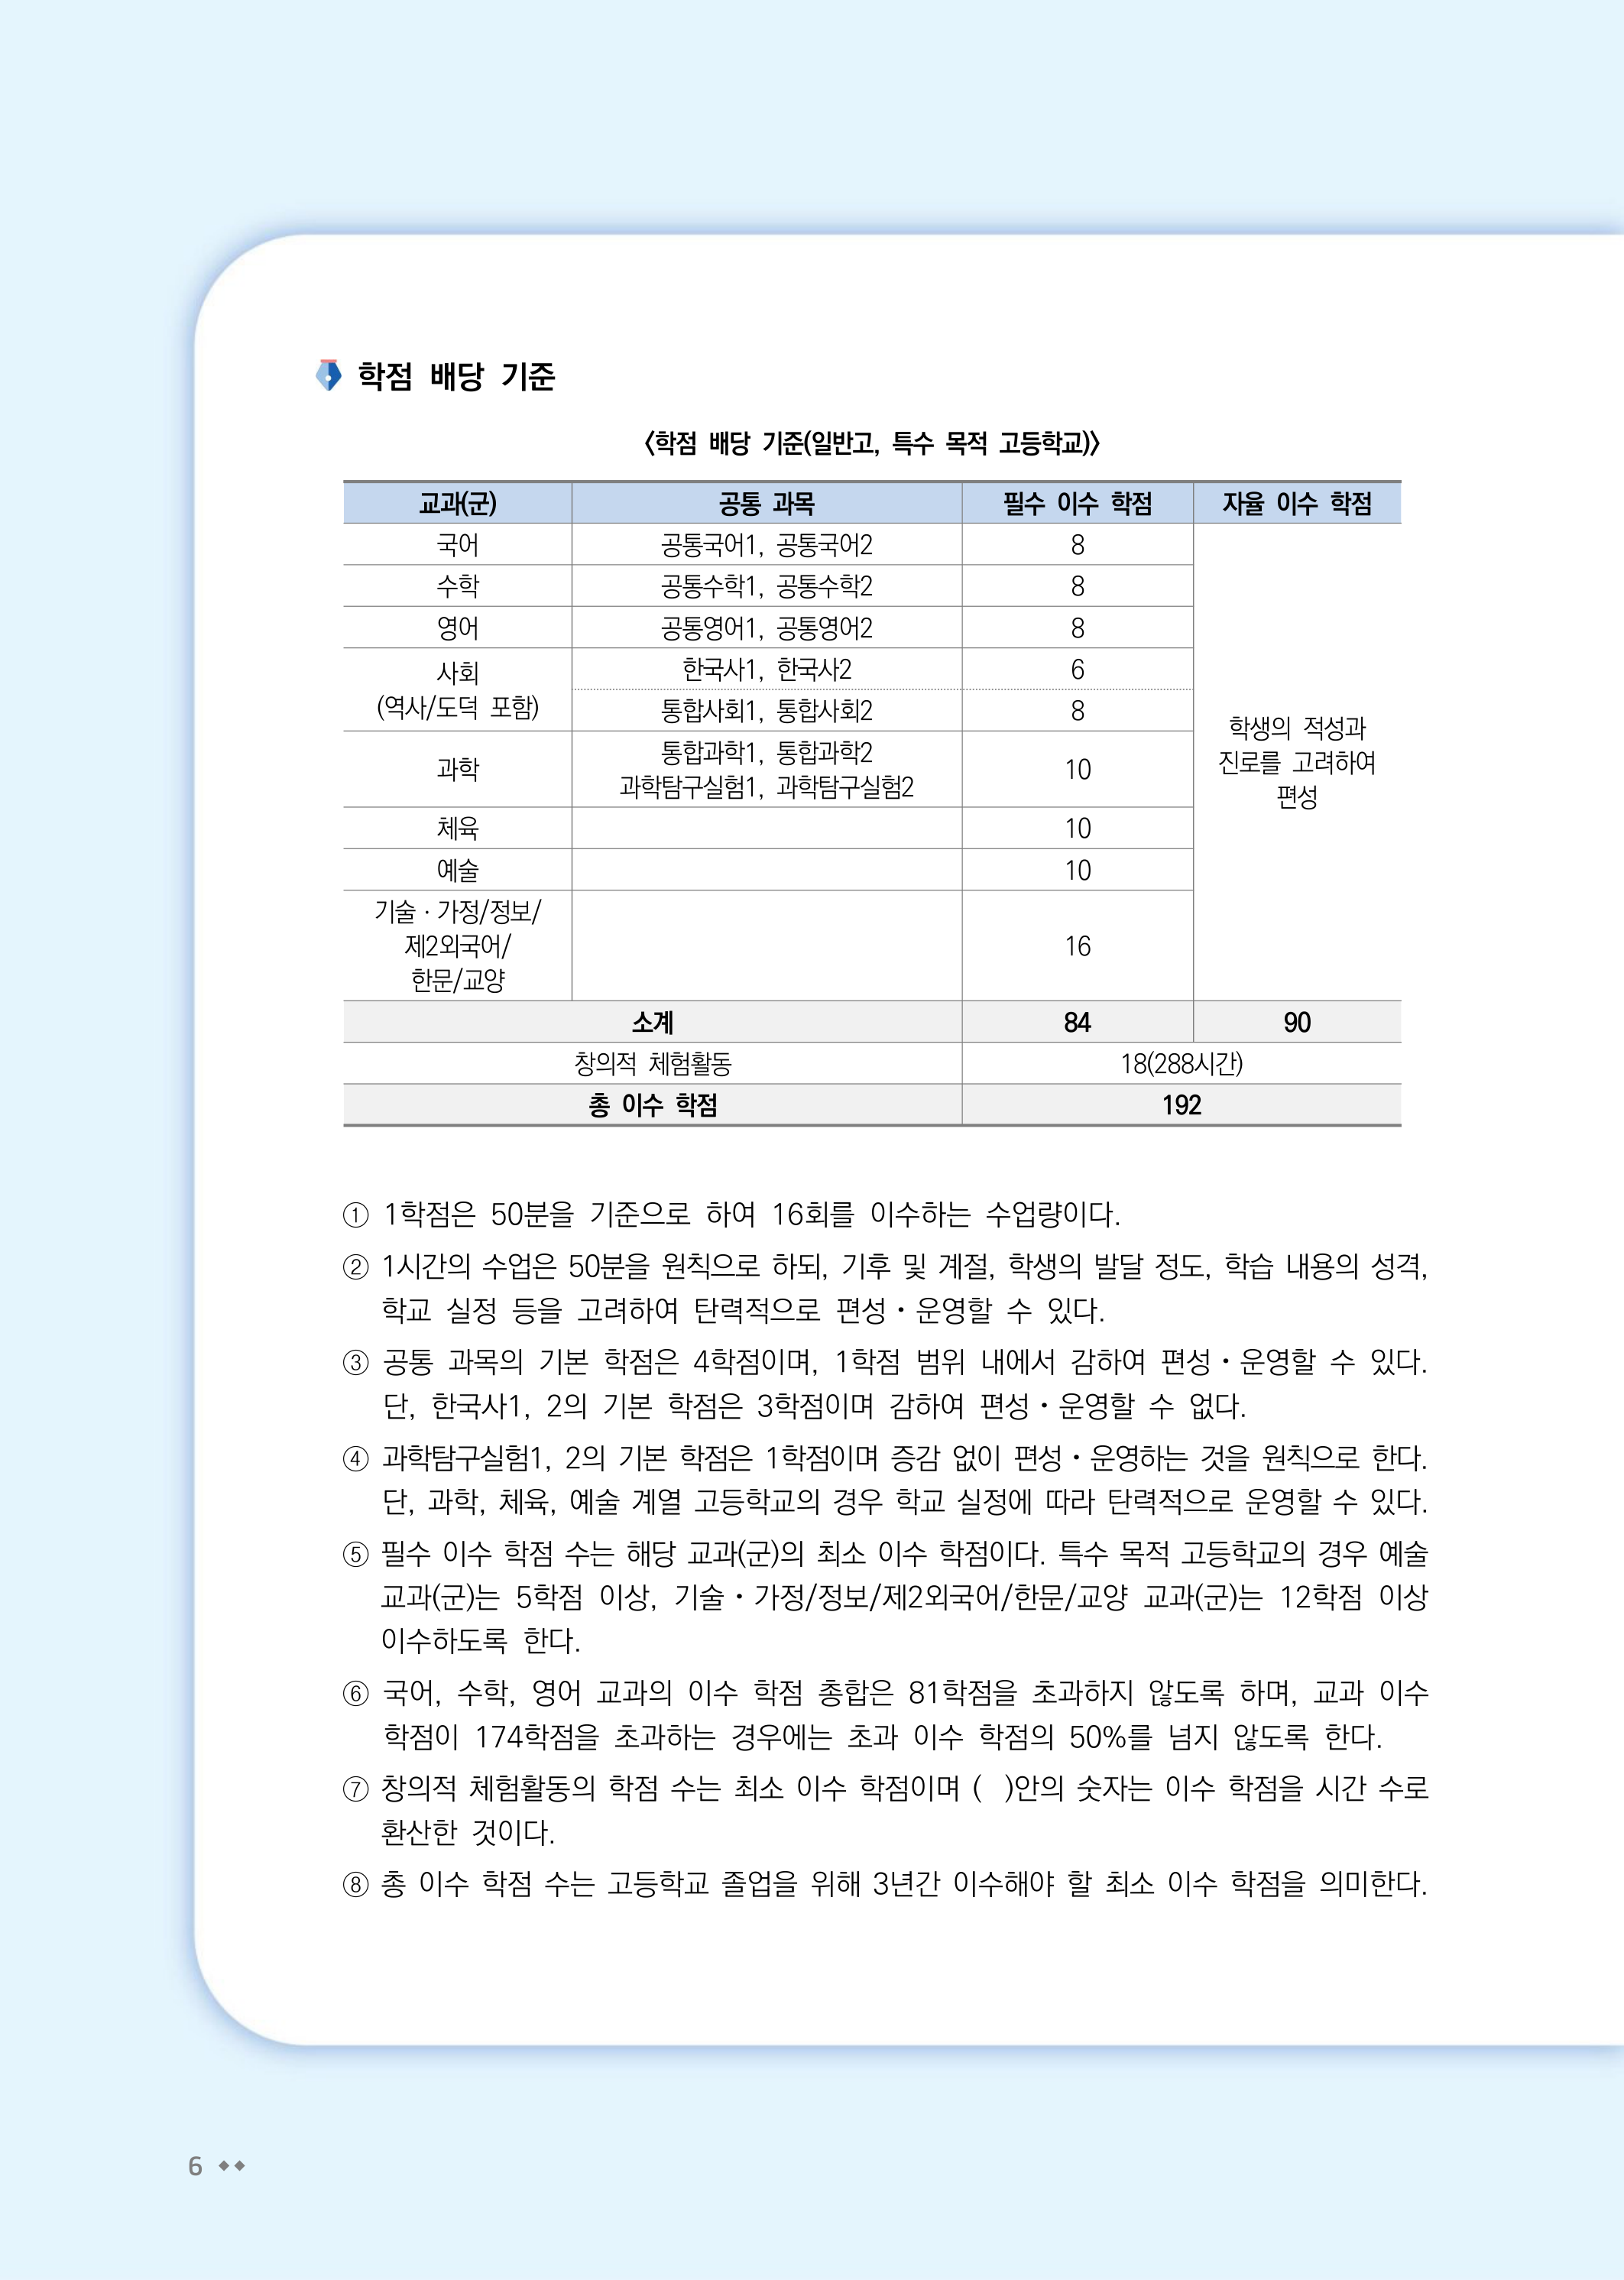 학점 배당 기준
<학점 배당 기준(일반고, 특수 목적 고등학교)>
교과(군) 공통 과목 필수 이수 학점 자율 이수 학점
국어 공통국어1, 공통국어2 8
수학 공통수학1, 공통수학2 8
영어 공통영어1, 공통영어2 8
사회
(역사/도덕 포함)
한국사1, 한국사2 6
통합사회1, 통합사회2 8
과학
통합과학1, 통합과학2
과학탐구실험1, 과학탐구실험2
10
체육 10
예술 10
기술 · 가정/정보/
제2외국어/
한문/교양
16
학생의 적성과
진로를 고려하여
편성
소계 84 90
창의적 체험활동 18(288시간)
총 이수 학점 192
① 1학점은 50분을 기준으로 하여 16회를 이수하는 수업량이다.
② 1시간의 수업은 50분을 원칙으로 하되, 기후 및 계절, 학생의 발달 정도, 학습 내용의 성격,
학교 실정 등을 고려하여 탄력적으로 편성・운영할 수 있다.
③ 공통 과목의 기본 학점은 4학점이며, 1학점 범위 내에서 감하여 편성・운영할 수 있다.
단, 한국사1, 2의 기본 학점은 3학점이며 감하여 편성・운영할 수 없다.
④ 과학탐구실험1, 2의 기본 학점은 1학점이며 증감 없이 편성・운영하는 것을 원칙으로 한다.
단, 과학, 체육, 예술 계열 고등학교의 경우 학교 실정에 따라 탄력적으로 운영할 수 있다.
⑤ 필수 이수 학점 수는 해당 교과(군)의 최소 이수 학점이다. 특수 목적 고등학교의 경우 예술
교과(군)는 5학점 이상, 기술・가정/정보/제2외국어/한문/교양 교과(군)는 12학점 이상
이수하도록 한다.
⑥ 국어, 수학, 영어 교과의 이수 학점 총합은 81학점을 초과하지 않도록 하며, 교과 이수
학점이 174학점을 초과하는 경우에는 초과 이수 학점의 50%를 넘지 않도록 한다.
⑦ 창의적 체험활동의 학점 수는 최소 이수 학점이며 ( )안의 숫자는 이수 학점을 시간 수로
환산한 것이다.
⑧ 총 이수 학점 수는 고등학교 졸업을 위해 3년간 이수해야 할 최소 이수 학점을 의미한다.
6